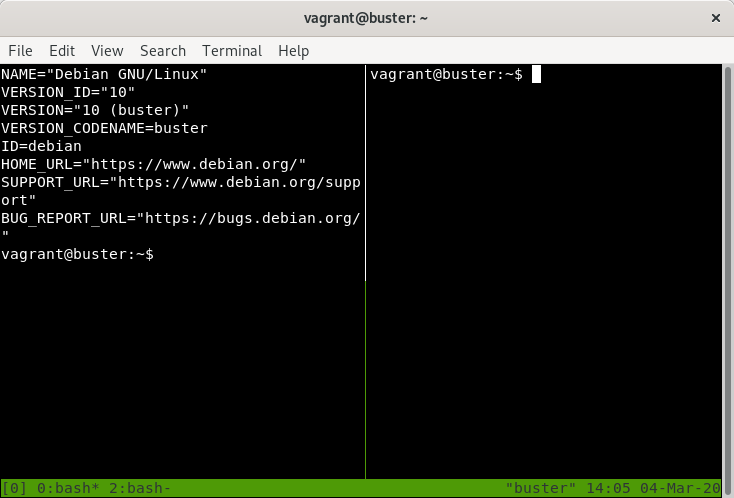 vagrant@buster: ~
File Edit View Search Terminal Help
NAME="Debian GNU/Linux"
VERSION_ID="10"
VERSION="10 (buster)"
VERSION_CODENAME=buster
ID=debian
HOME_URL="https://www.debian.org/"
SUPPORT_URL="https://www.debian.org/supp
ort"
BUG_REPORT_URL="https://bugs.debian.org/
"
vagrant@buster:~$
vagrant@buster:~$
[0] 0:bash* 2:bash- "buster" 14:05 04-Mar-20